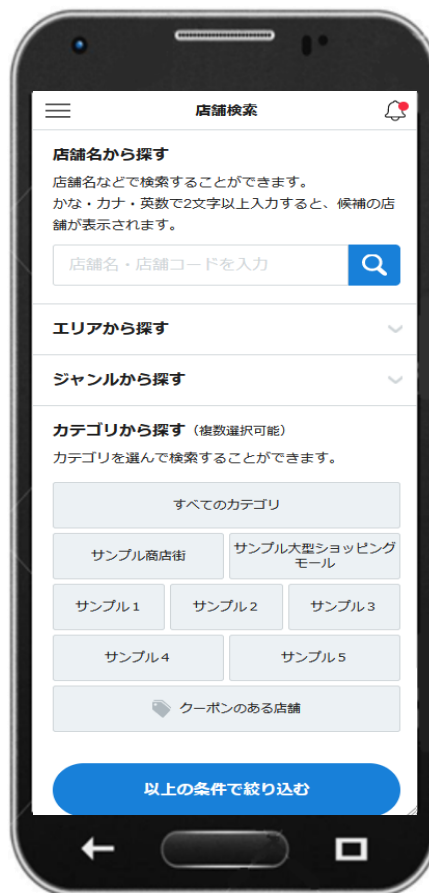 店舗検索
店舗名から探す
店舗名などで検索することができます。
かな・カナ・英数で2文字以上入力すると、候補の店
舗が表示されます。
店舗名・店舗コードを入力
エリアから探す
ジャンルから探す
カテゴリから探す（複数選択可能）
カテゴリを選んで検索することができます。
すべてのカテゴリ
サンプル商店街
サンプル大型ショッピング
モール
サンプル1
サンプル2
サンプル3
サンプル4
サンプル5
クーポンのある店舗
以上の条件で絞り込む